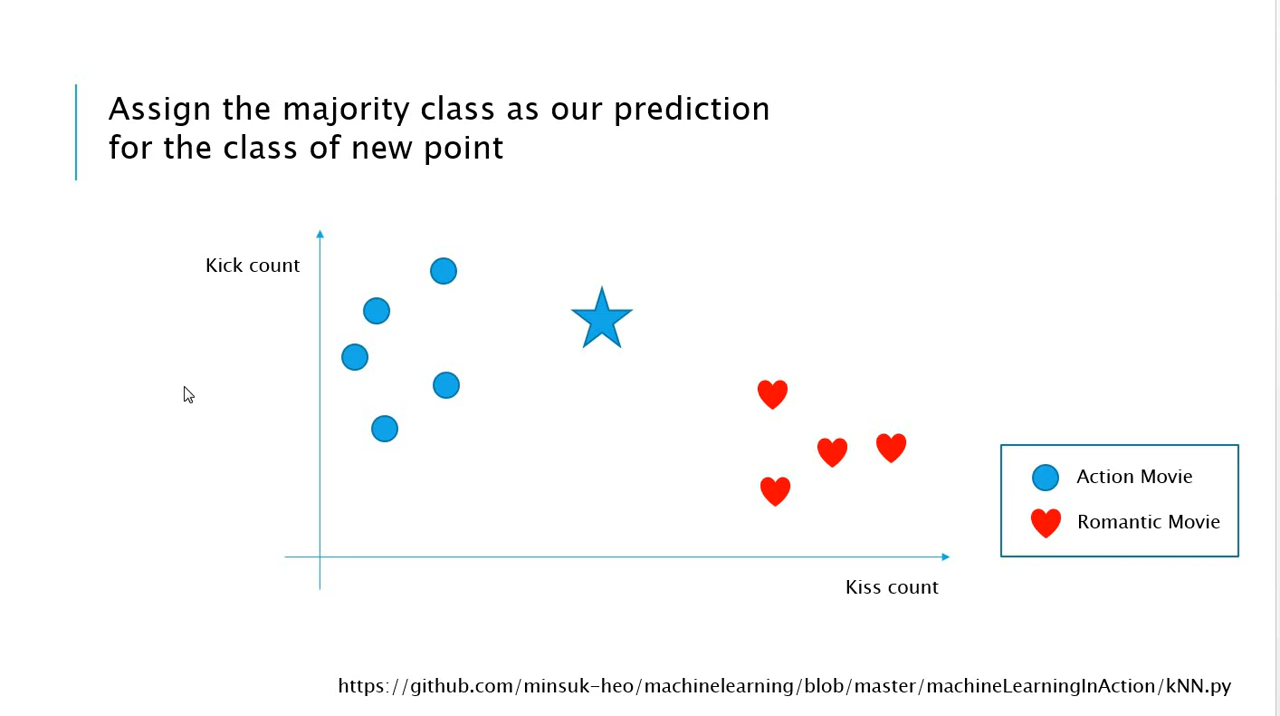 Assign the majority class as our prediction
for the class of new point
Kick count
Action Movie
Romantic Movie
Kiss count
https://github.com/minsuk-heo/machinelearning/blob/master/machineLearningInAction/kNN.py